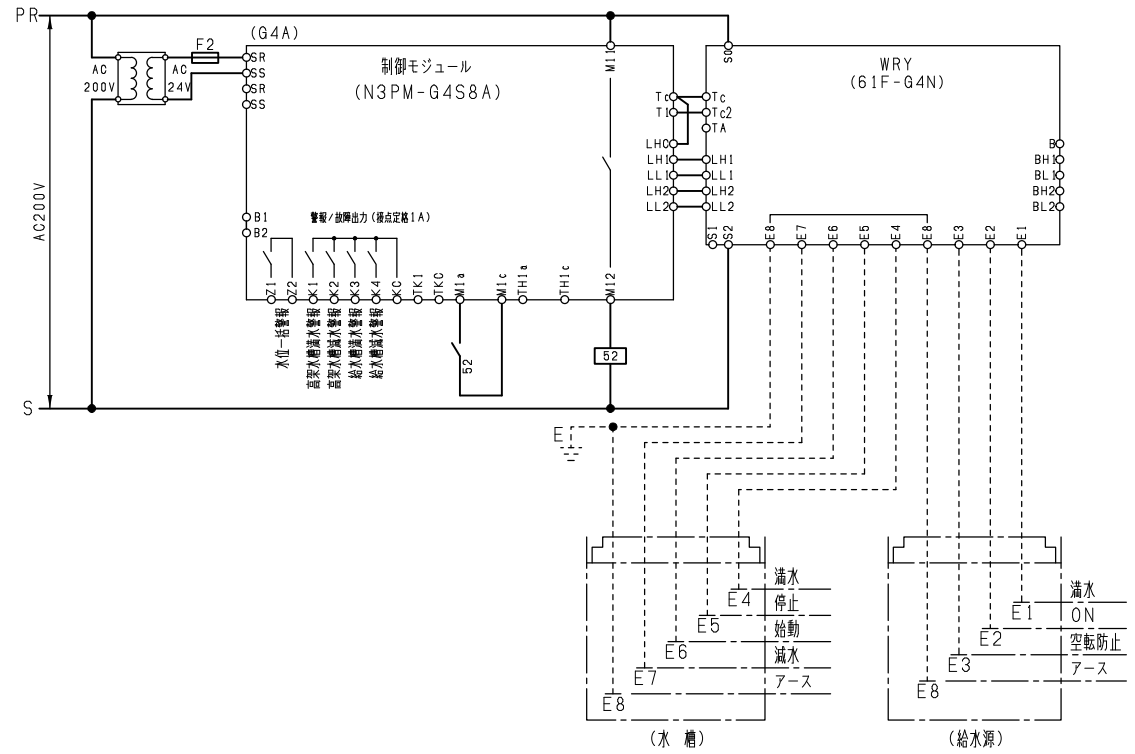 PR
(G4A)
F2
AC
200V
AC
24V
SR
SS
SR
SS
制御モジュール
(N3PM-G4S8A)
M11
S0
WRY
(61F-G4N)
Tc
T1
LHC
LH1
LL1
LH2
LL2
Tc
Tc2
TA
LH1
LL1
LH2
LL2
B
BH1
BL1
BH2
BL2
AC200V
B1
B2
警報/故障出力(接点定格1A)
S1
S2
E8
E7
E6
E5
E4
E8
E3
E2
E1
Z1
Z2
K1
K2
K3
K4
KC
TK1
TKC
M1a
M1c
TH1a
TH1c
M12
水位一括警報
高架水槽満水警報
高架水槽減水警報
給水槽満水警報
給水槽減水警報
52
52
S
E
満水
E4
停止
E5
始動
E6
減水
E7
アース
E8
満水
E1
ON
E2
空転防止
E3
アース
E8
(水 槽)
(給水源)